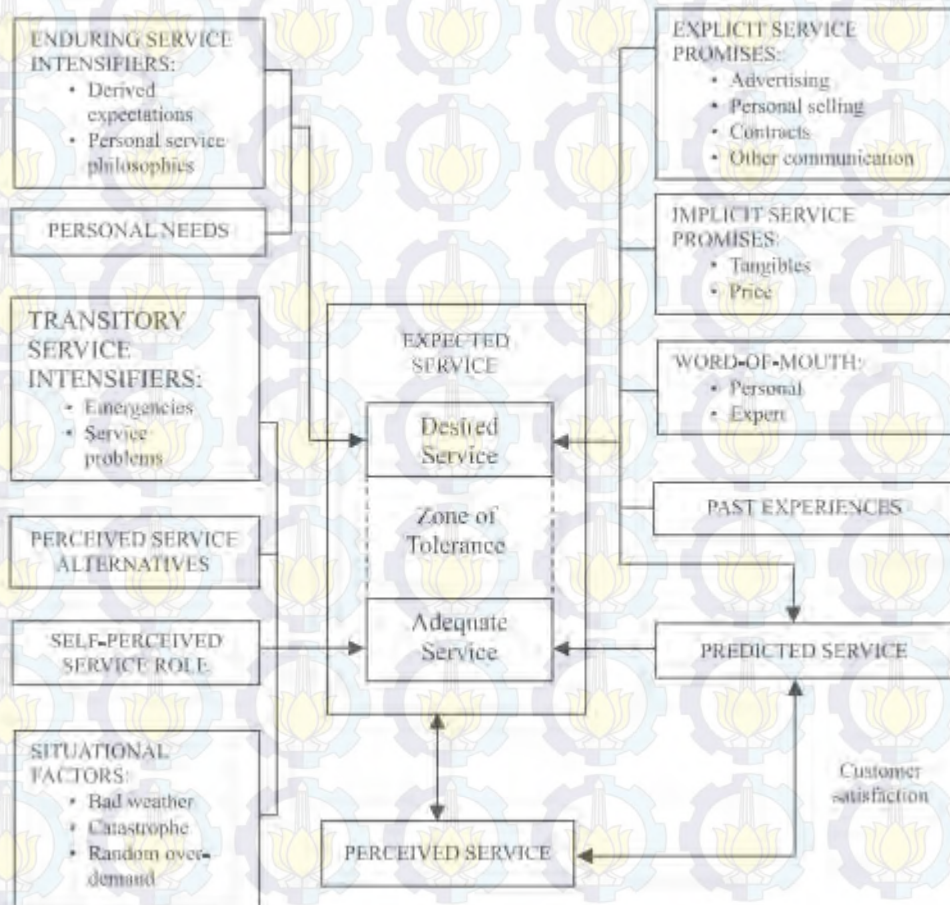 ENDURING SERVICE
INTENSIFIERS:
• Derived
expectations
• Personal service
philosophies
PERSONAL NEEDS
TRANSITORY
SERVICE
INTENSIFIERS:
• Emergencies
• Service
problems
PERCEIVED SERVICE
ALTERNATIVES
SELF-PERCEIVED
SERVICE ROLE
SITUATIONAL
FACTORS:
• Bad weather
• Catastrophe
• Random over-
demand
EXPECTED
SERVICE
Desired
Service
Zone of
Tolerance
Adequate
Service
PERCEIVED SERVICE
EXPLICIT SERVICE
PROMISES:
• Advertising
• Personal selling
• Contracts
• Other communication
IMPLICIT SERVICE
PROMISES:
• Tangibles
• Price
WORD-OF-MOUTH:
• Personal
• Expert
PAST EXPERIENCES
PREDICTED SERVICE
Customer
satisfaction